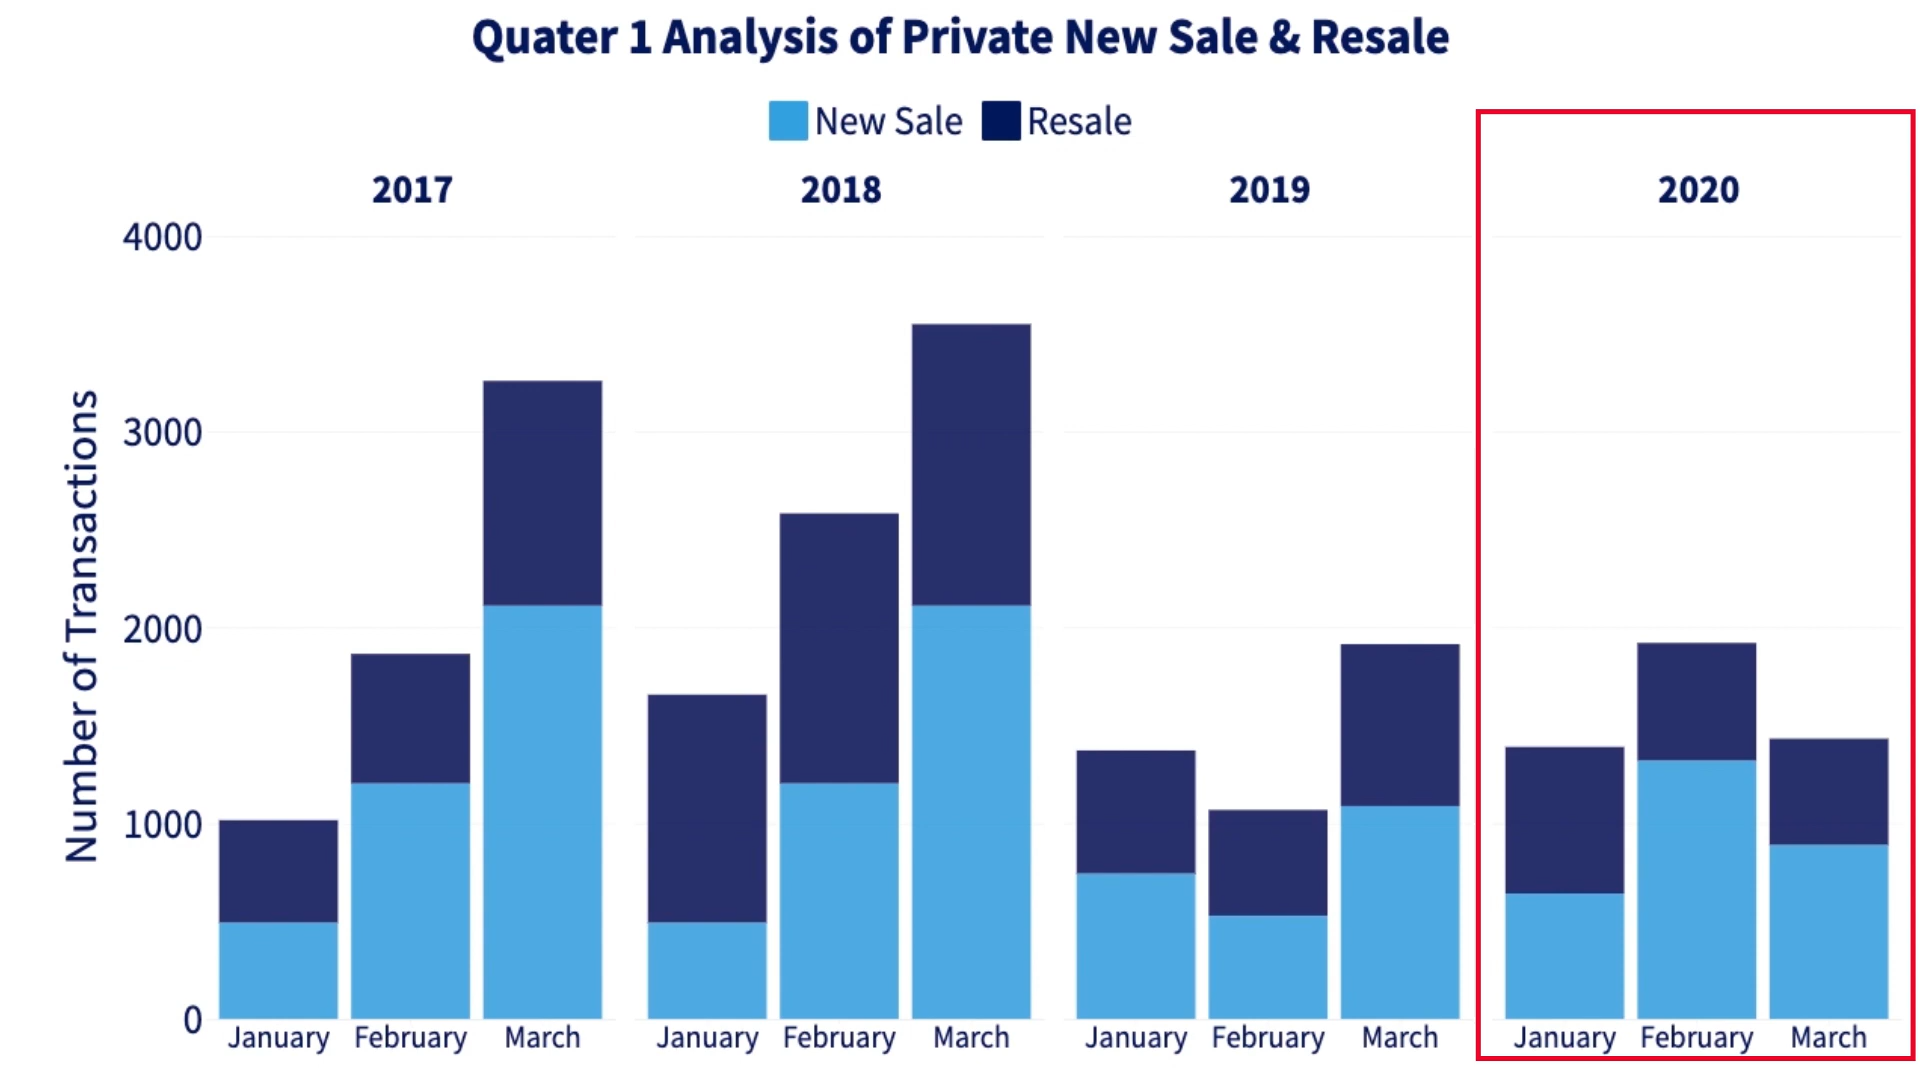 Quater 1 Analysis of Private New Sale & Resale
New Sale Resale
2017 2018 2019 2020
4000
3000
2000
1000
0
Number of Transactions
January February March January February March January February March January February March